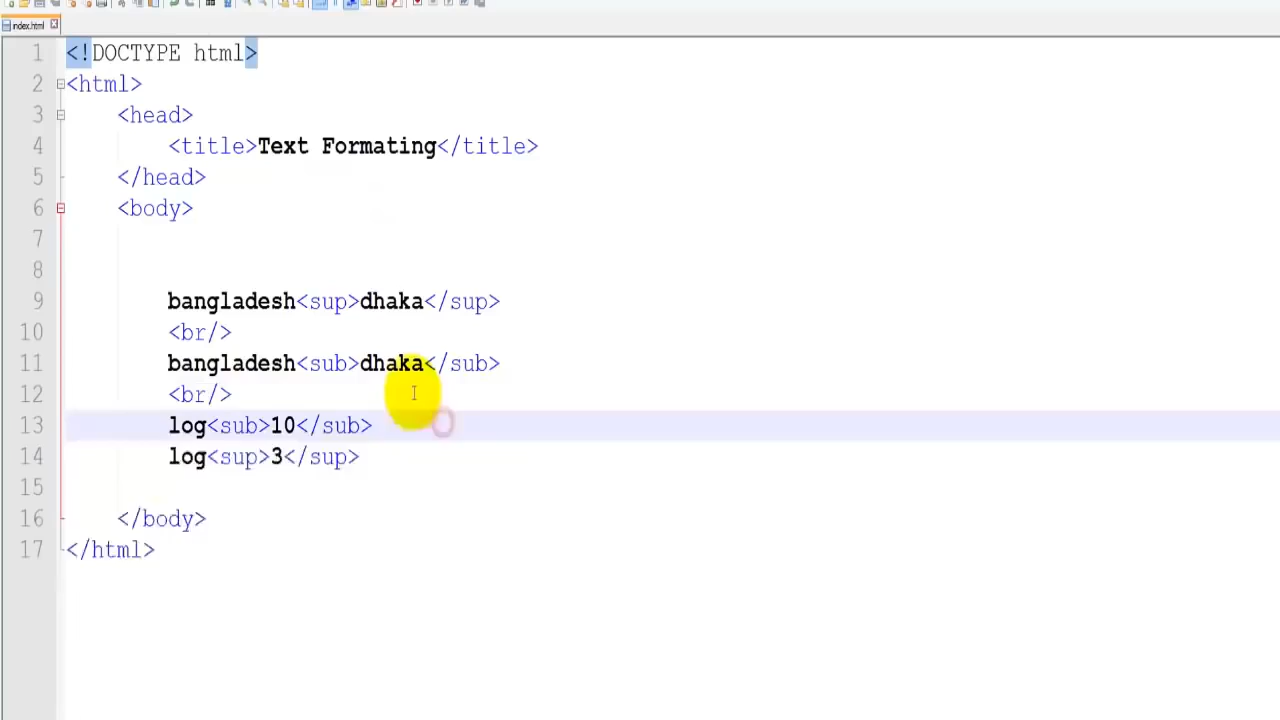 index.html
1 <!DOCTYPE html>
2 <html>
3 <head>
4 <title>Text Formating</title>
5 </head>
6 <body>
7
8
9 bangladesh<sup>dhaka</sup>
10 <br/>
11 bangladesh<sub>dhaka</sub>
12 <br/>
13 log<sub>10</sub>
14 log<sup>3</sup>
15
16 </body>
17 </html>